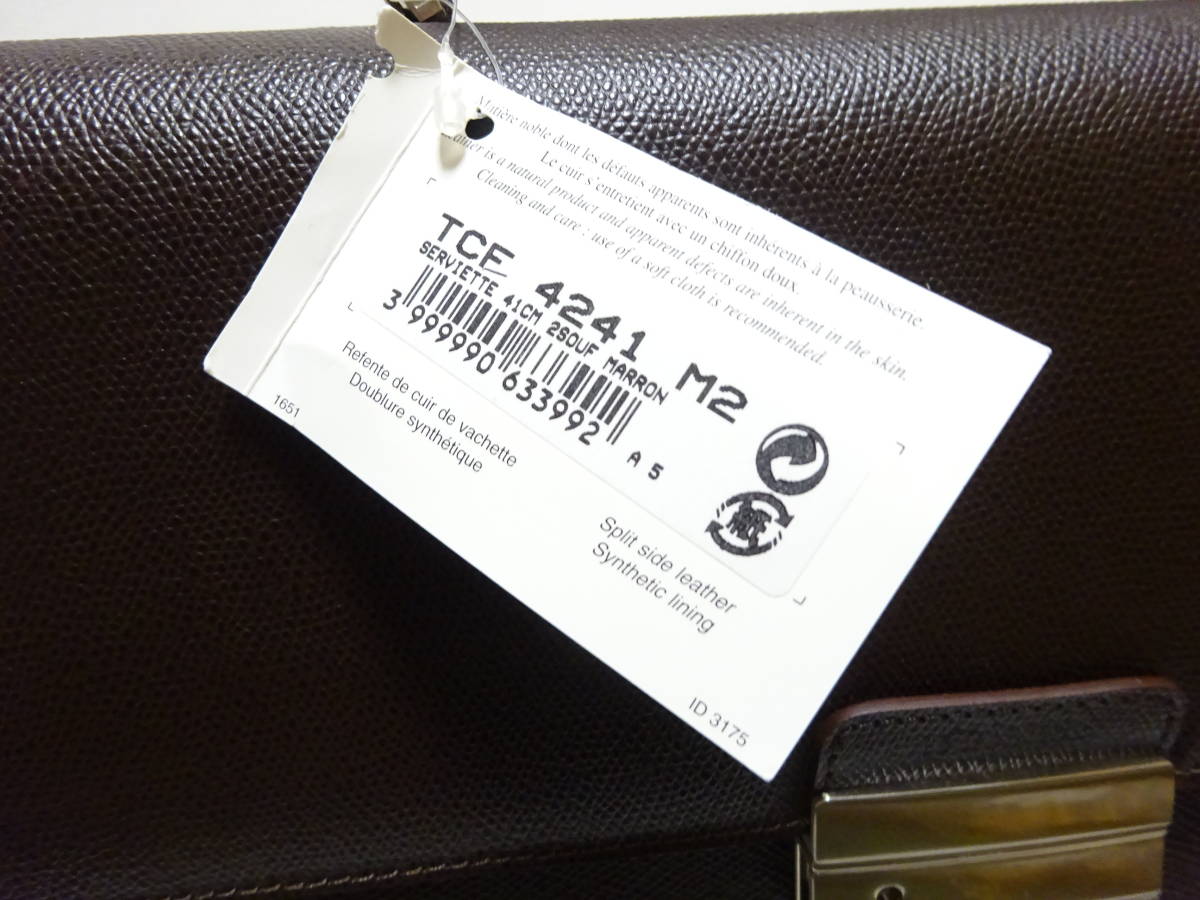 Matière noble dont les défauts apparents sont inhérents à la peausserie.
Le cuir s'entretient avec un chiffon doux.
is a natural product and apparent defects are inherent in the skin.
Cleaning and care : use of a soft cloth is recommended.
TCE 4241 M2
SERVIETTE 41CM 2SOUF MARRON
3 999990 633992
A 5
Refente de cuir de vachette
Doublure synthétique
1651
Split side leather
Synthetic lining
ID 3175